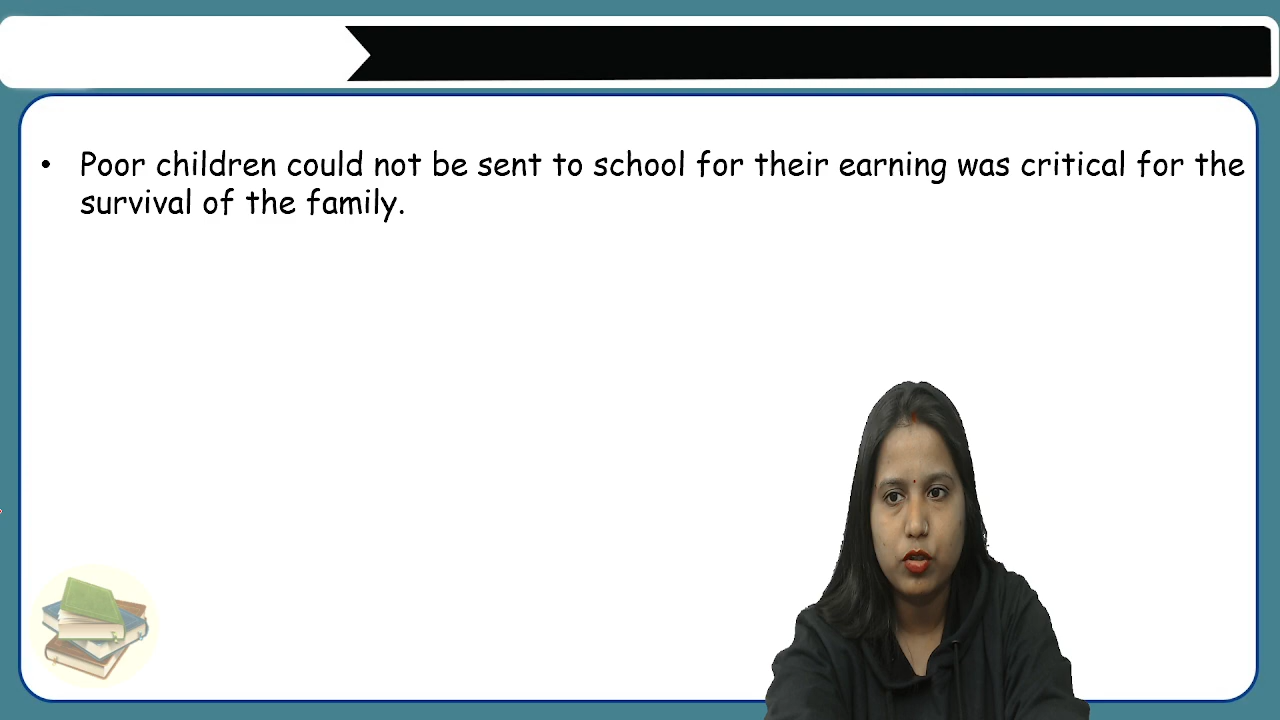 • Poor children could not be sent to school for their earning was critical for the
survival of the family.